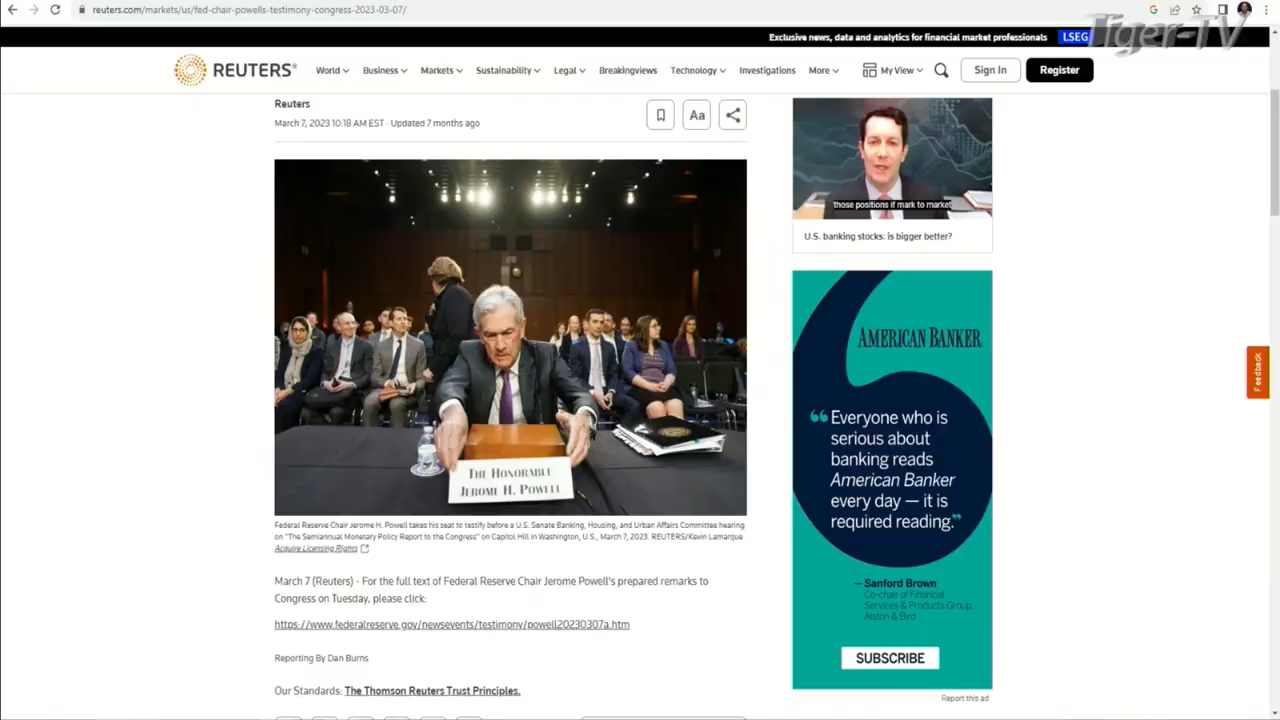 reuters.com/markets/us/fed-chair-powells-testimony-congress-2023-03-07/
Tiger-TV
Exclusive news, data and analytics for financial market professionals
LSEG
REUTERS®
World
Business
Markets
Sustainability
Legal
Breakingviews
Technology
Investigations
More
My View
Sign In
Register
Reuters
March 7, 2023 10:18 AM EST · Updated 7 months ago
Aa
THE HONORABLE
JEROME H. POWELL
Federal Reserve Chair Jerome H. Powell takes his seat to testify before a U.S. Senate Banking, Housing, and Urban Affairs Committee hearing
on "The Semiannual Monetary Policy Report to the Congress" on Capitol Hill in Washington, U.S., March 7, 2023. REUTERS/Kevin Lamarque
Acquire Licensing Rights
March 7 (Reuters) - For the full text of Federal Reserve Chair Jerome Powell's prepared remarks to
Congress on Tuesday, please click:
https://www.federalreserve.gov/newsevents/testimony/powell20230307a.htm
Reporting By Dan Burns
Our Standards: The Thomson Reuters Trust Principles.
those positions if mark to market
U.S. banking stocks: is bigger better?
AMERICAN BANKER
“Everyone who is
serious about
banking reads
American Banker
every day — it is
required reading.”
— Sanford Brown
Co-chair of Financial
Services & Products Group,
Alston & Bird
SUBSCRIBE
Report this ad
Feedback